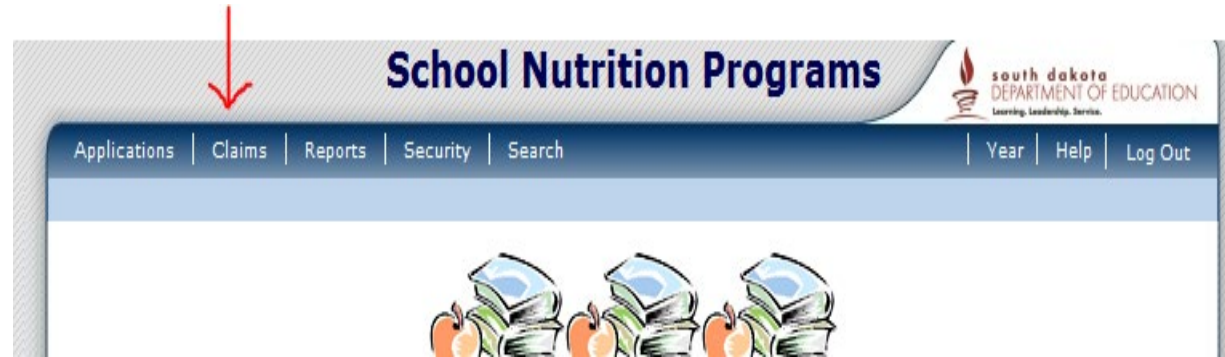 School Nutrition Programs
south dakota
DEPARTMENT OF EDUCATION
Learning. Leadership. Service.
Applications Claims Reports Security Search Year Help Log Out